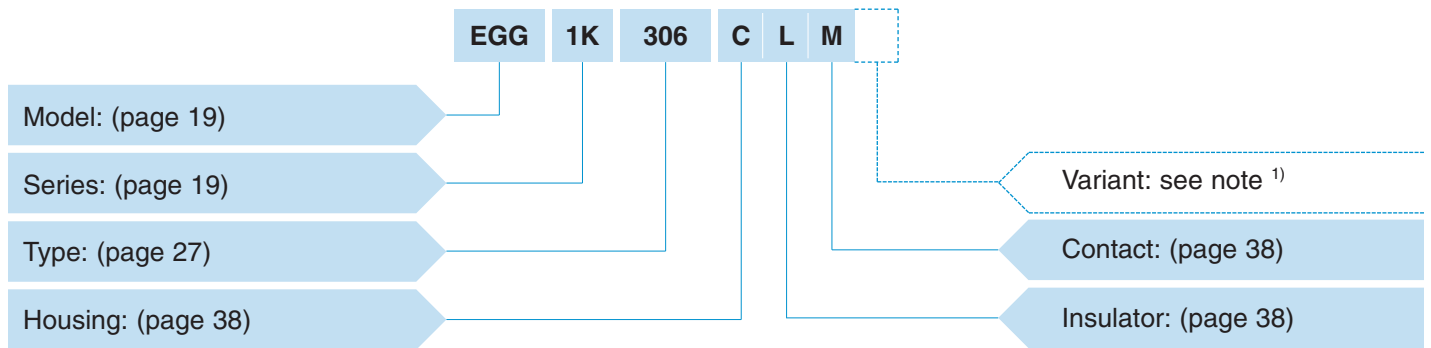 EGG 1K 306 C L M
Model: (page 19)
Series: (page 19)
Type: (page 27)
Housing: (page 38)
Variant: see note 1)
Contact: (page 38)
Insulator: (page 38)